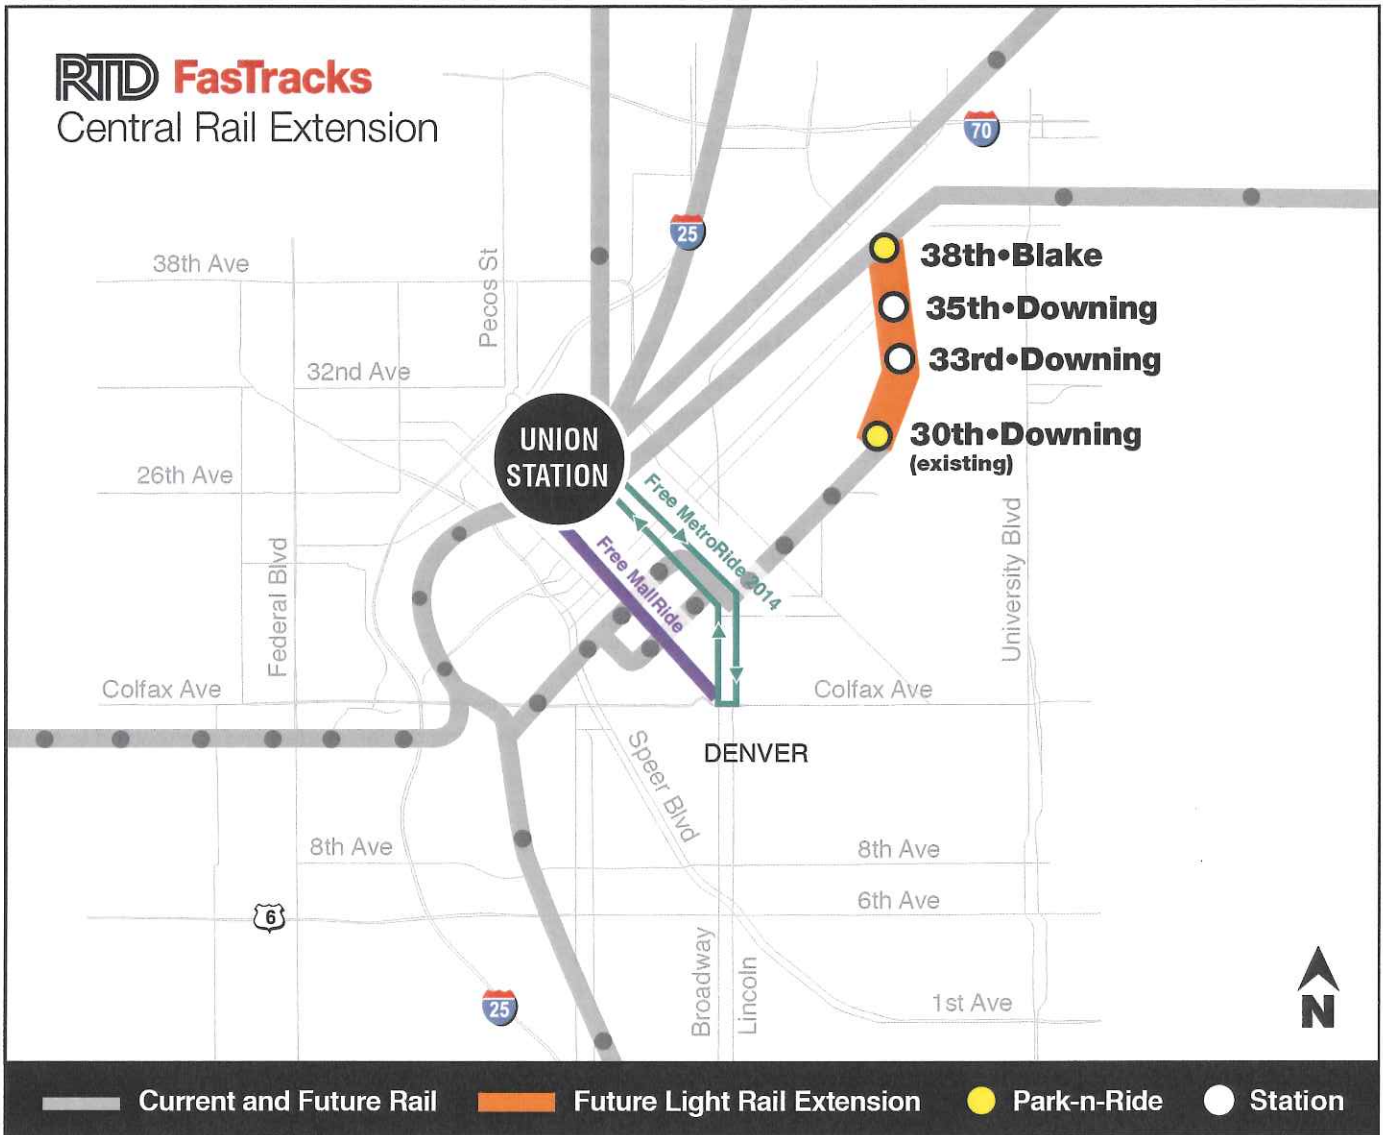 RTD FasTracks
Central Rail Extension
70
25
38th Ave
Pecos St
38th•Blake
35th•Downing
32nd Ave
33rd•Downing
UNION
STATION
30th•Downing
(existing)
26th Ave
Free MetroRide 2014
Free MallRide
Federal Blvd
University Blvd
Colfax Ave
Colfax Ave
DENVER
Speer Blvd
8th Ave
8th Ave
6th Ave
6
Broadway
Lincoln
25
1st Ave
N
Current and Future Rail
Future Light Rail Extension
Park-n-Ride
Station